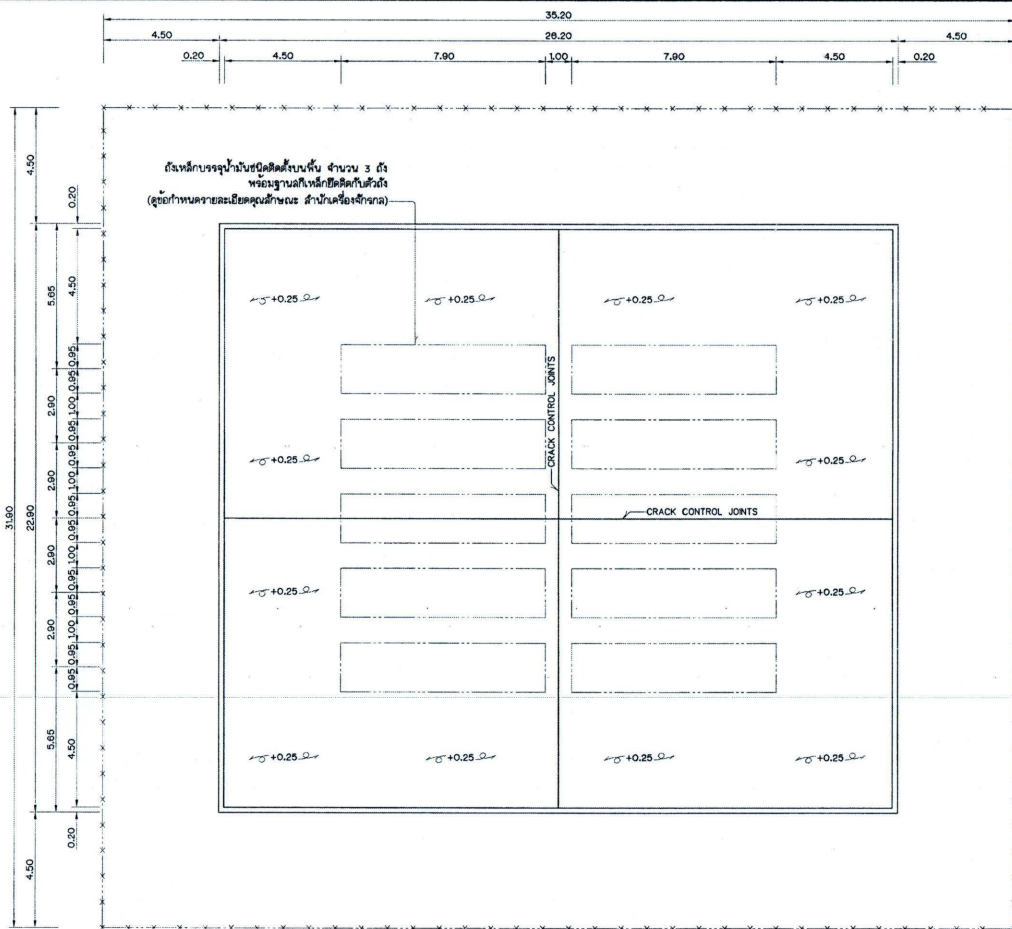 35.20
4.50 26.20 4.50
0.20 4.50 7.90 1.00 7.90 4.50 0.20
ถังเหล็กบรรจุน้ำมันชนิดติดตั้งบนพื้น จำนวน 3 ถัง
พร้อมฐานสกีเหล็กยึดติดกับตัวถัง
(ดูข้อกำหนดรายละเอียดคุณลักษณะ สำนักเครื่องจักรกล)
+0.25 +0.25 +0.25 +0.25
CRACK CONTROL JOINTS
+0.25 +0.25
CRACK CONTROL JOINTS
+0.25 +0.25
+0.25 +0.25 +0.25 +0.25
31.90
4.50 22.90 4.50
5.65 2.90 2.90 2.90 2.90 5.65
0.20 4.50 0.95 0.95 1.00 0.95 0.95 1.00 0.95 0.95 1.00 0.95 0.95 1.00 0.95 0.95 4.50 0.20